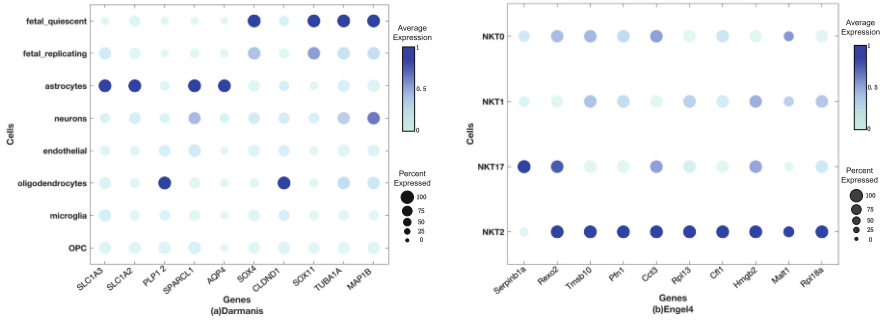 fetal_quiescent
fetal_replicating
astrocytes
neurons
endothelial
oligodendrocytes
microglia
OPC
Cells
SLC1A3
SLC1A2
PLP1 2
SPARCL1
AQP4
SOX4
CLDND1
SOX11
TUBA1A
MAP1B
Genes
(a)Darmanis
Average
Expression
1
0. 5
0
Percent
Expressed
100
75
50
25
0
NKT0
NKT1
NKT17
NKT2
Cells
Serpinb1a
Rexo2
Tmsb10
Pfn1
Cct3
Rpl13
Cfl1
Hmgb2
Malt1
Rpl18a
Genes
(b)Engel4
Average
Expression
1
0. 5
0
Percent
Expressed
100
75
50
25
0